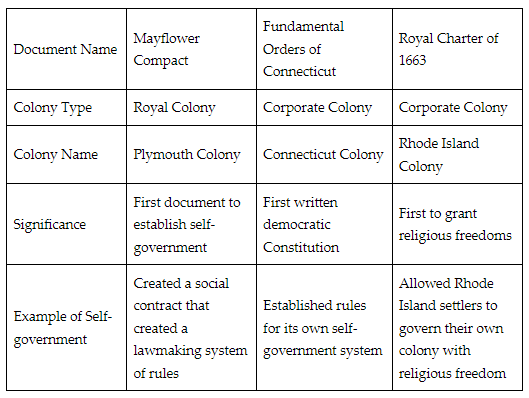 Document Name
Mayflower
Compact
Fundamental
Orders of
Connecticut
Royal Charter of
1663
Colony Type
Royal Colony
Corporate Colony
Corporate Colony
Colony Name
Plymouth Colony
Connecticut Colony
Rhode Island
Colony
Significance
First document to
establish self-
government
First written
democratic
Constitution
First to grant
religious freedoms
Example of Self-
government
Created a social
contract that
created a
lawmaking system
of rules
Established rules
for its own self-
government system
Allowed Rhode
Island settlers to
govern their own
colony with
religious freedom